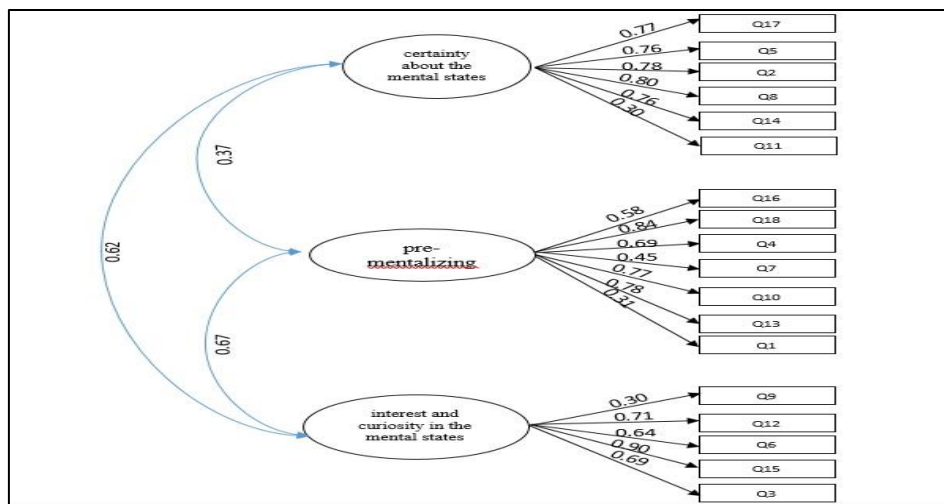 certainty
about the
mental states
0.77
0.76
0.78
0.80
0.76
0.30
Q17
Q5
Q2
Q8
Q14
Q11
0.37
0.62
pre-
mentalizing
0.58
0.84
0.69
0.45
0.77
0.78
0.31
Q16
Q18
Q4
Q7
Q10
Q13
Q1
0.67
interest and
curiosity in the
mental states
0.30
0.71
0.64
0.90
0.69
Q9
Q12
Q6
Q15
Q3